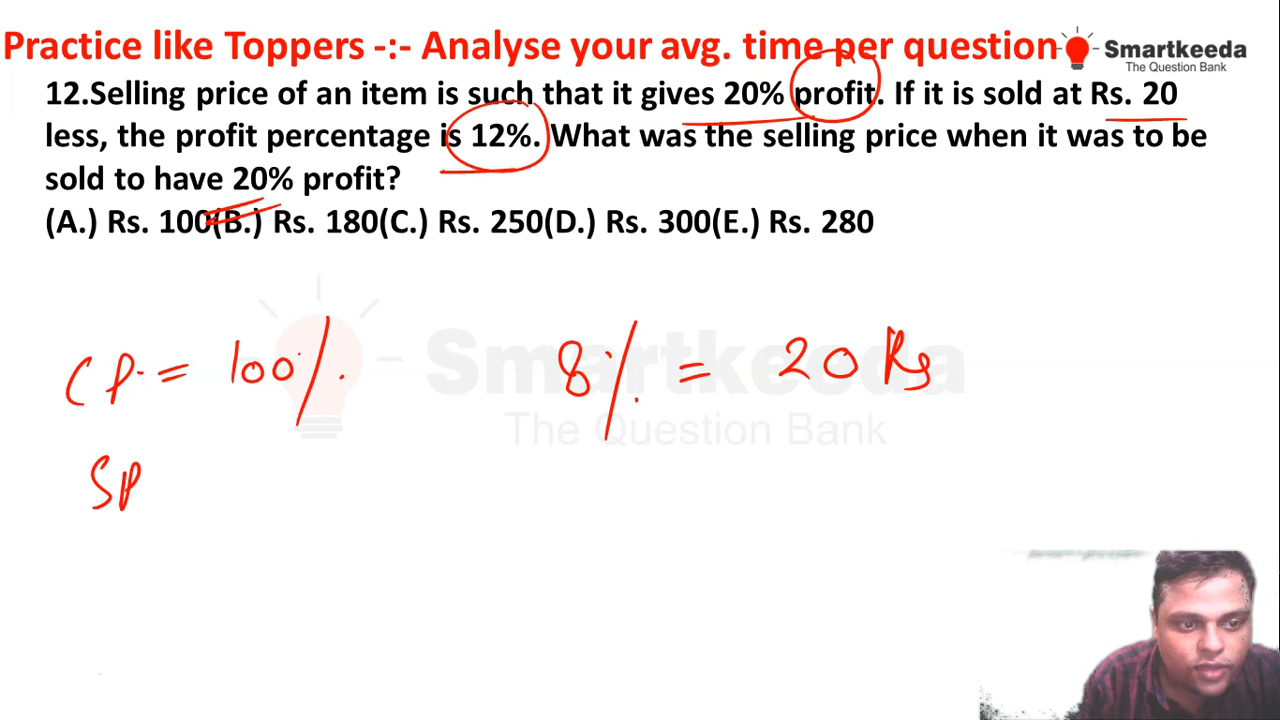 Practice like Toppers -:- Analyse your avg. time per question
Smartkeeda
The Question Bank
12.Selling price of an item is such that it gives 20% profit. If it is sold at Rs. 20
less, the profit percentage is 12%. What was the selling price when it was to be
sold to have 20% profit?
(A.) Rs. 100(B.) Rs. 180(C.) Rs. 250(D.) Rs. 300(E.) Rs. 280
CP = 100%.
8% = 20 Rs
Smartkeeda
The Question Bank
SP